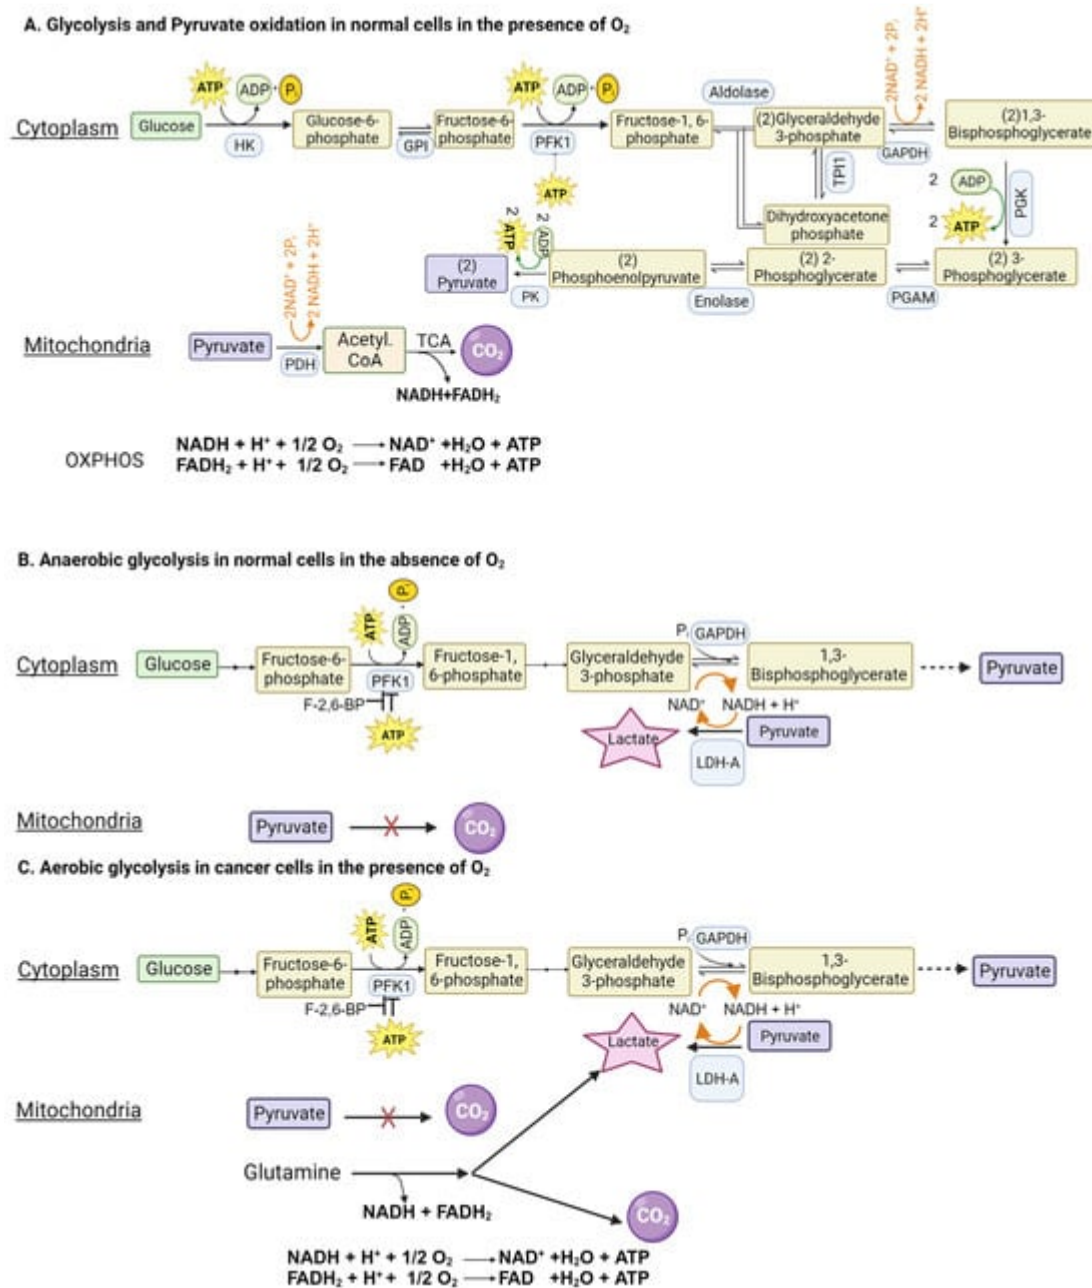 A. Glycolysis and Pyruvate oxidation in normal cells in the presence of O₂
2NAD⁺ + 2Pᵢ
2 NADH + 2H⁺
ATP
ADP + Pᵢ
ATP
ADP + Pᵢ
Aldolase
Cytoplasm
Glucose
HK
Glucose-6-
phosphate
GPI
Fructose-6-
phosphate
PFK1
Fructose-1, 6-
phosphate
(2)Glyceraldehyde
3-phosphate
GAPDH
(2)1,3-
Bisphosphoglycerate
ATP
TPI1
2 ADP
2 ATP
PGK
Dihydroxyacetone
phosphate
2 ATP
2 ADP
(2)
Pyruvate
PK
(2)
Phosphoenolpyruvate
Enolase
(2) 2-
Phosphoglycerate
PGAM
(2) 3-
Phosphoglycerate
2NAD⁺ + 2Pᵢ
2 NADH + 2H⁺
Mitochondria
Pyruvate
PDH
Acetyl.
CoA
TCA
CO₂
NADH+FADH₂
OXPHOS
NADH + H⁺ + 1/2 O₂ ⟶ NAD⁺ +H₂O + ATP
FADH₂ + H⁺ + 1/2 O₂ ⟶ FAD +H₂O + ATP
B. Anaerobic glycolysis in normal cells in the absence of O₂
ATP
ADP + Pᵢ
Cytoplasm
Glucose
Fructose-6-
phosphate
PFK1
F-2,6-BP
ATP
Fructose-1,
6-phosphate
Glyceraldehyde
3-phosphate
Pᵢ GAPDH
1,3-
Bisphosphoglycerate
Pyruvate
NAD⁺
NADH + H⁺
Lactate
LDH-A
Pyruvate
Mitochondria
Pyruvate
X
CO₂
C. Aerobic glycolysis in cancer cells in the presence of O₂
ATP
ADP + Pᵢ
Cytoplasm
Glucose
Fructose-6-
phosphate
PFK1
F-2,6-BP
ATP
Fructose-1,
6-phosphate
Glyceraldehyde
3-phosphate
Pᵢ GAPDH
1,3-
Bisphosphoglycerate
Pyruvate
NAD⁺
NADH + H⁺
Lactate
LDH-A
Pyruvate
Mitochondria
Pyruvate
X
CO₂
Glutamine
NADH + FADH₂
CO₂
NADH + H⁺ + 1/2 O₂ ⟶ NAD⁺ +H₂O + ATP
FADH₂ + H⁺ + 1/2 O₂ ⟶ FAD +H₂O + ATP